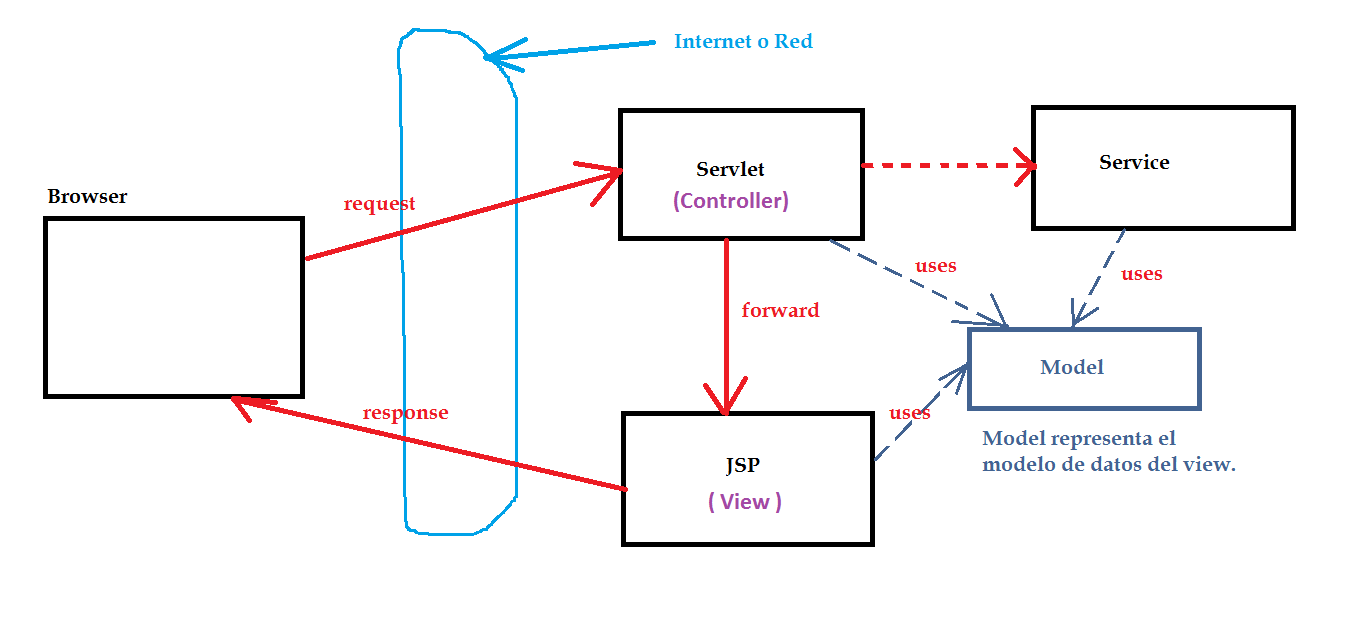 Internet o Red
Browser
request
Servlet
(Controller)
Service
uses
uses
forward
Model
response
uses
JSP
( View )
Model representa el
modelo de datos del view.